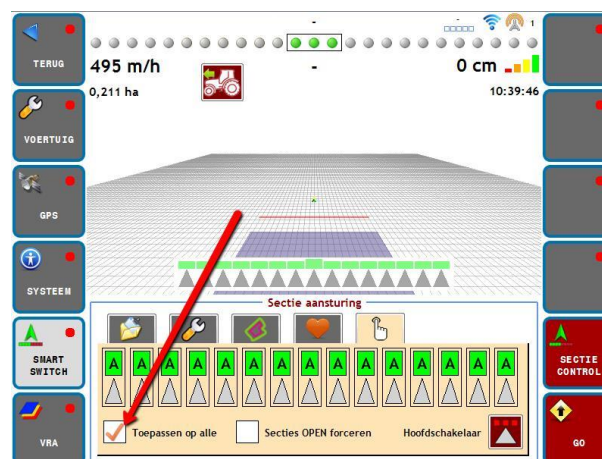 TERUG
VOERTUIG
GPS
SYSTEEM
SMART
SWITCH
VRA
-
-
1
495 m/h
-
0 cm
0,211 ha
10:39:46
Sectie aansturing
A A A A A A A A A A A A A A A
Toepassen op alle
Secties OPEN forceren
Hoofdschakelaar
SECTIE
CONTROL
GO